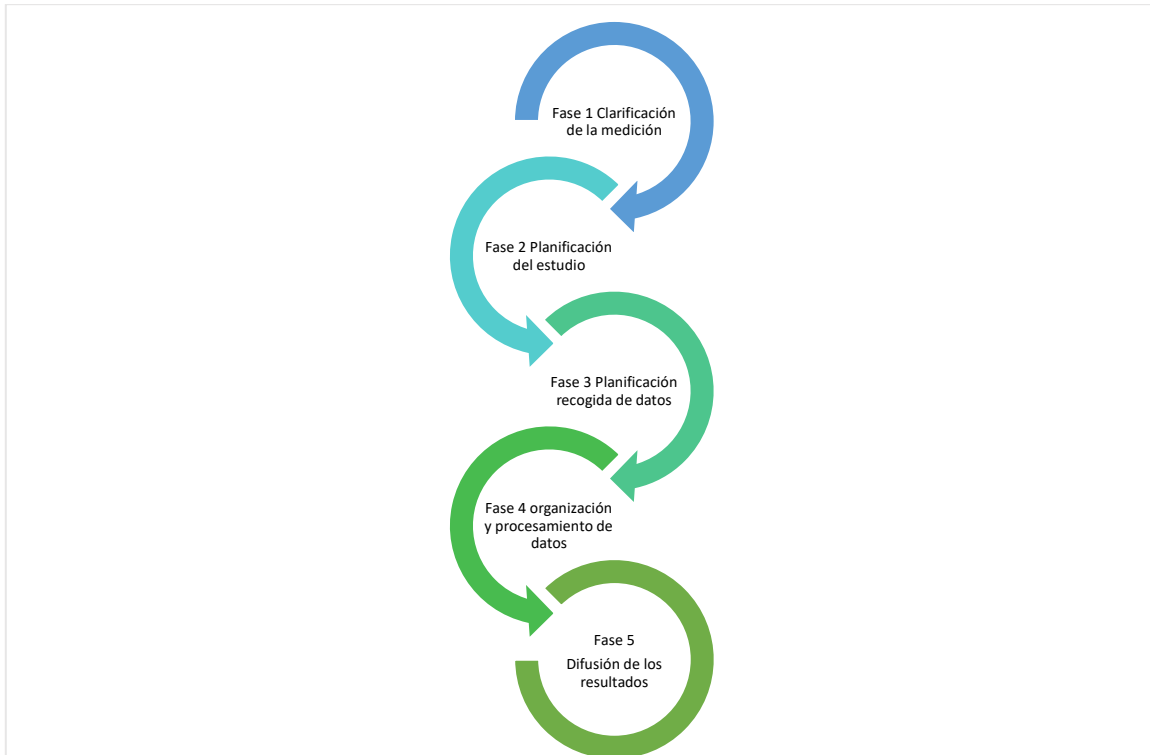 Fase 1 Clarificación
de la medición
Fase 2 Planificación
del estudio
Fase 3 Planificación
recogida de datos
Fase 4 organización
y procesamiento de
datos
Fase 5
Difusión de los
resultados